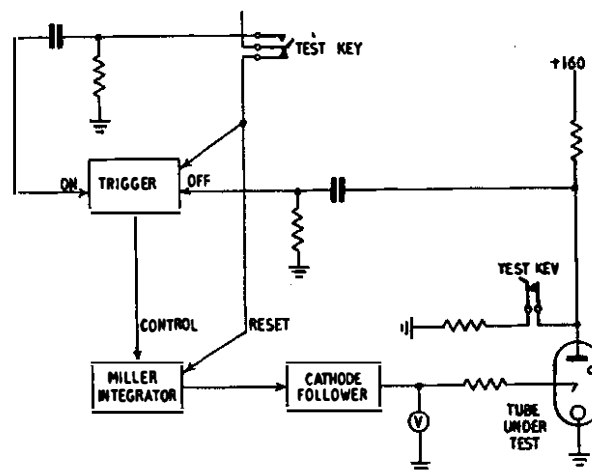 TEST KEY
+160
ON
TRIGGER
OFF
TEST KEY
CONTROL
RESET
MILLER
INTEGRATOR
CATHODE
FOLLOWER
V
TUBE
UNDER
TEST